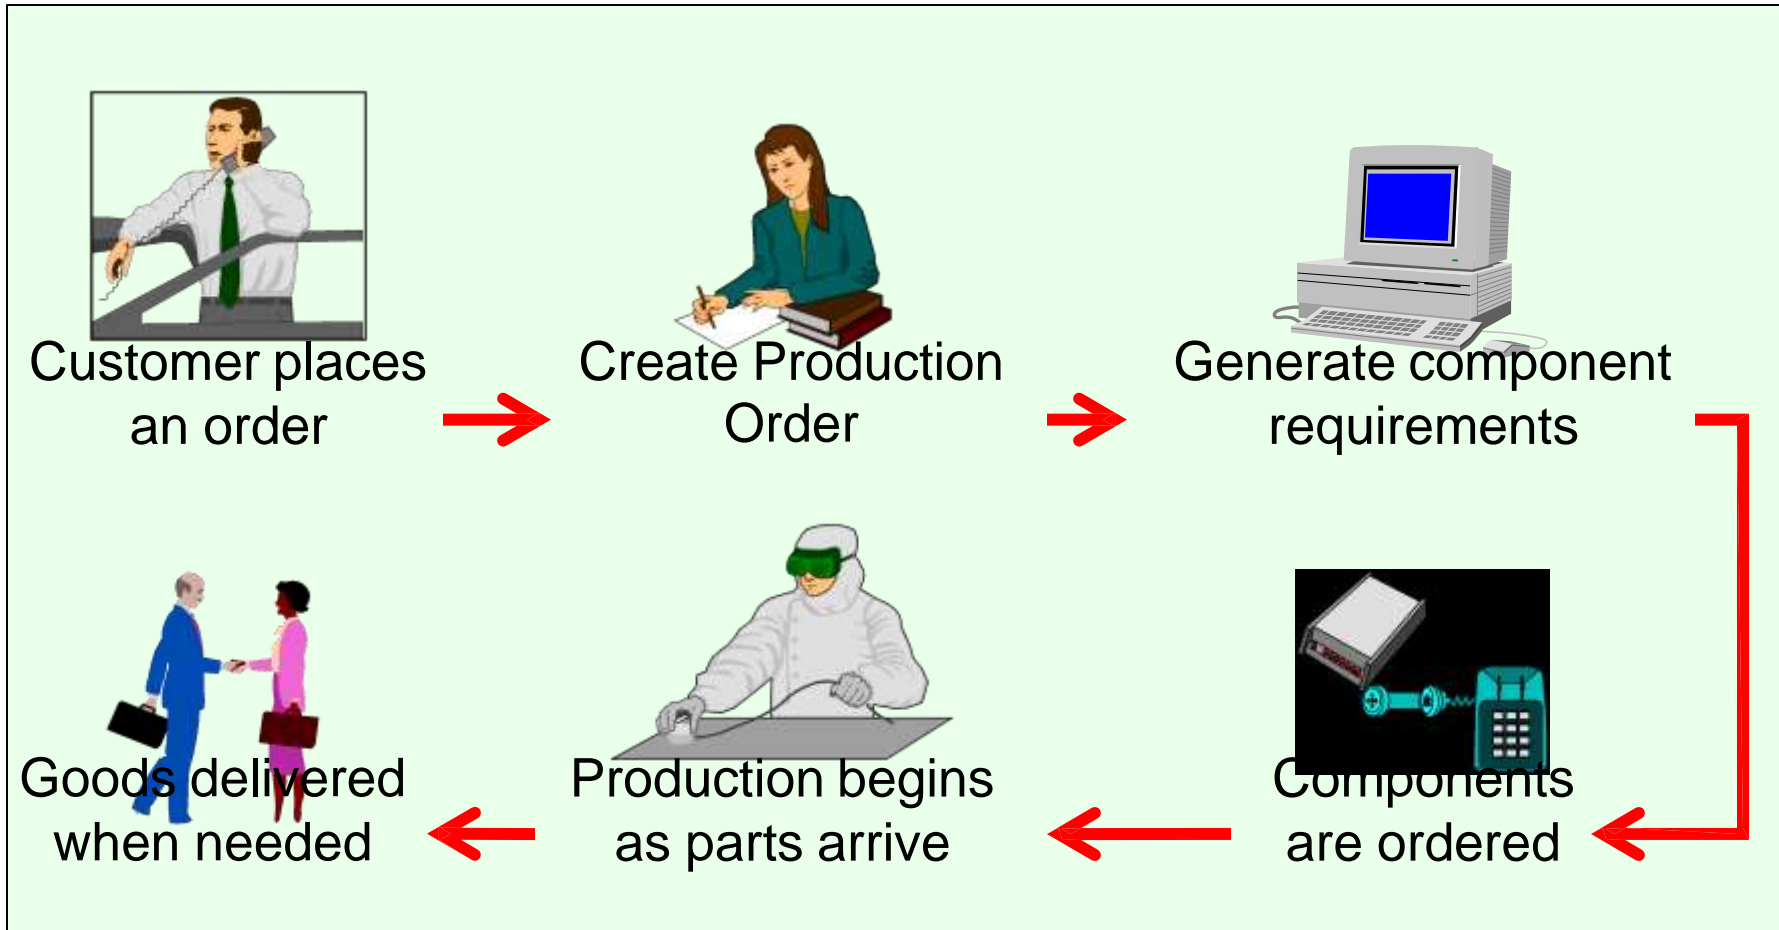 Customer places
an order
Create Production
Order
Generate component
requirements
Goods delivered
when needed
Production begins
as parts arrive
Components
are ordered